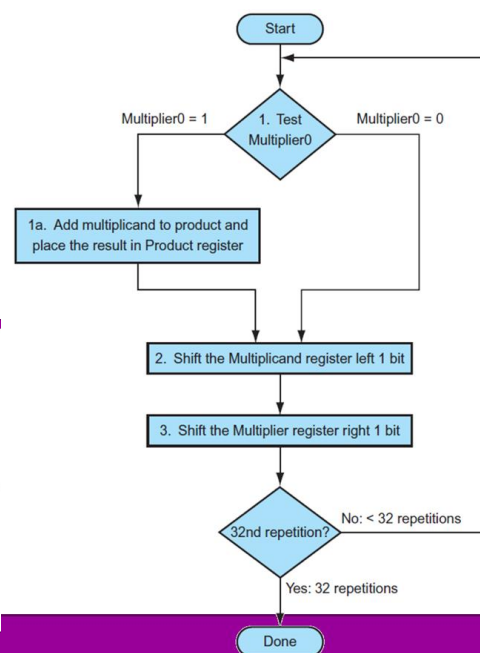 Start
1. Test
Multiplier0
Multiplier0 = 1
Multiplier0 = 0
1a. Add multiplicand to product and
place the result in Product register
2. Shift the Multiplicand register left 1 bit
3. Shift the Multiplier register right 1 bit
32nd repetition?
No: < 32 repetitions
Yes: 32 repetitions
Done